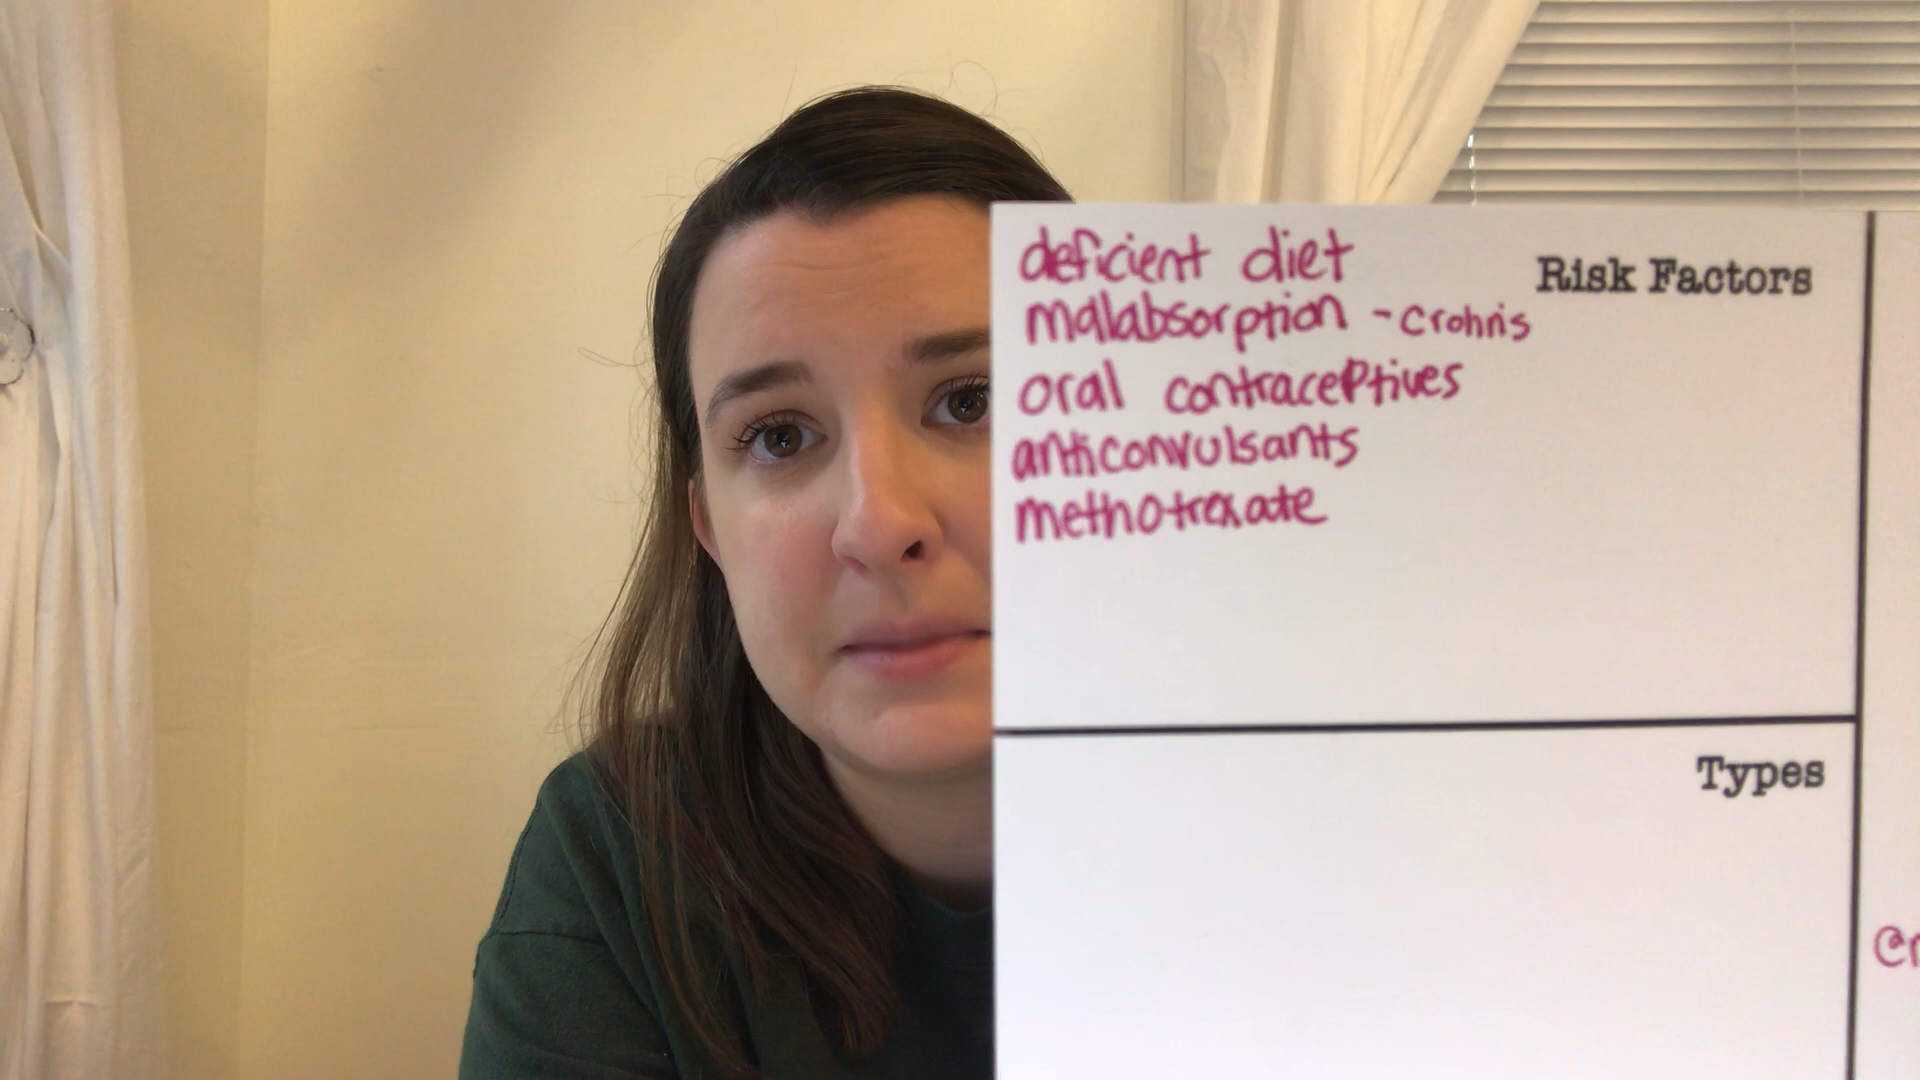 Risk Factors
deficient diet
malabsorption - crohn's
oral contraceptives
anticonvulsants
methotrexate
Types